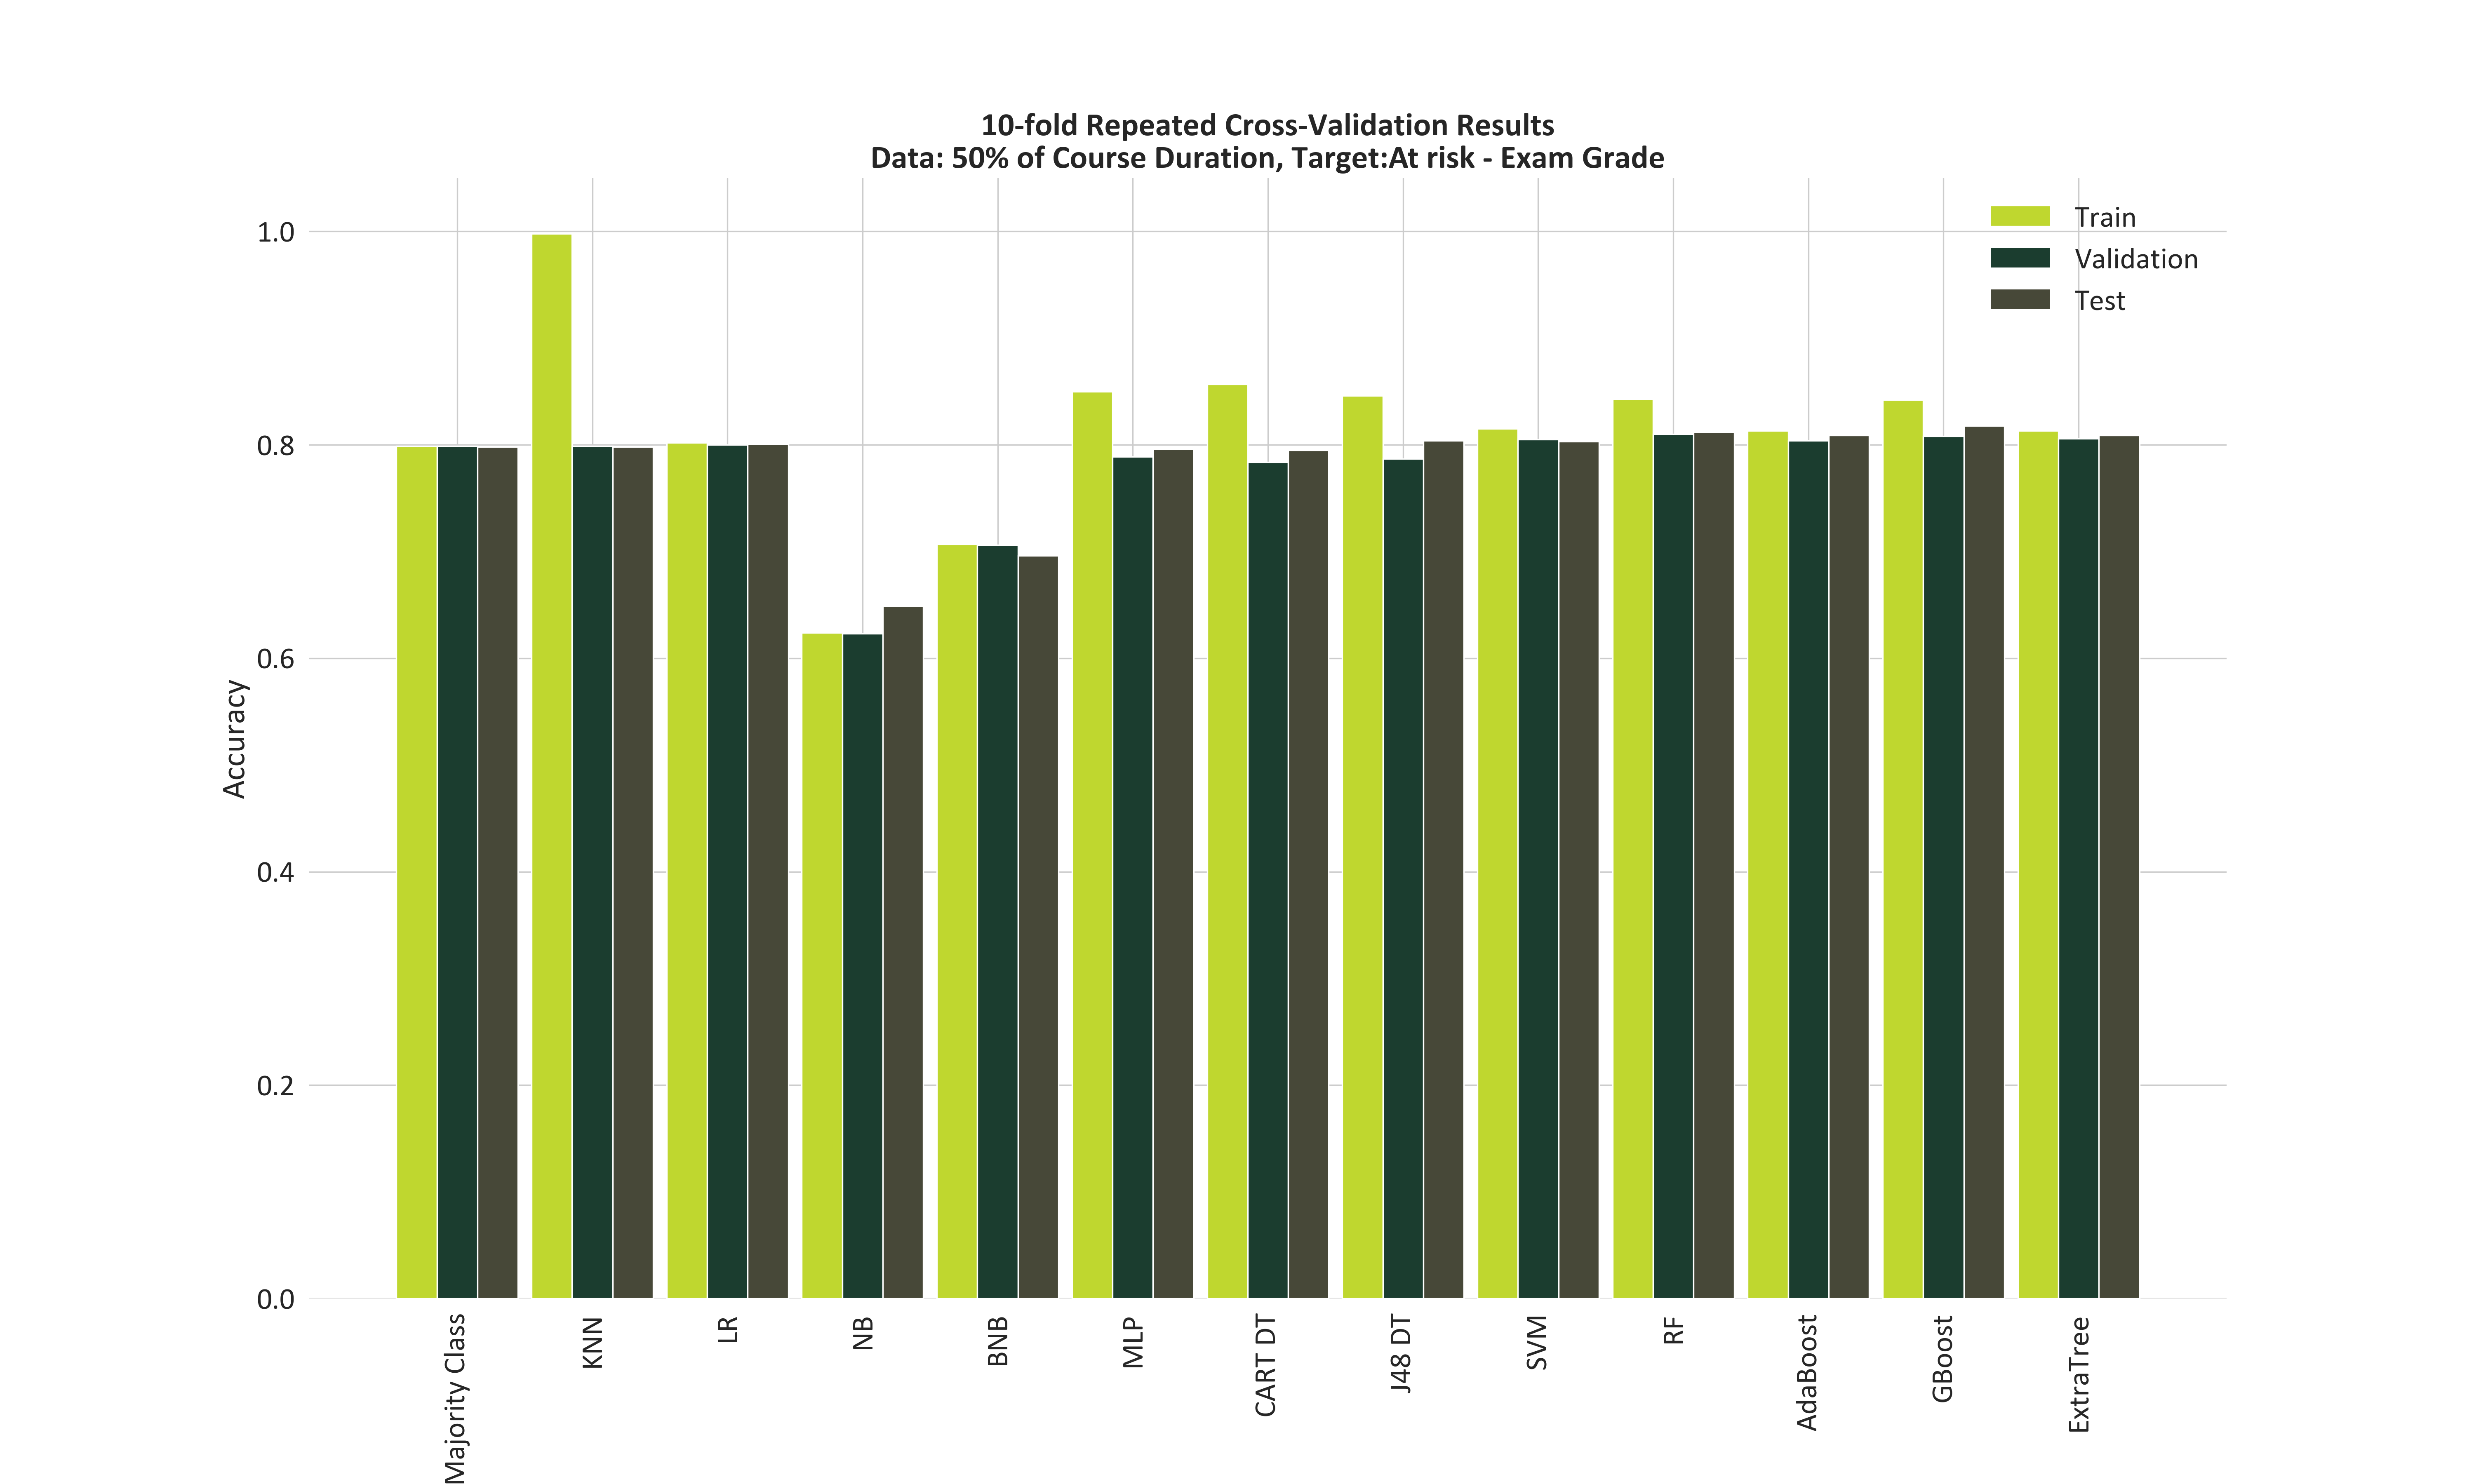 10-fold Repeated Cross-Validation Results
Data: 50% of Course Duration, Target:At risk - Exam Grade
Train
Validation
Test
Accuracy
1.0
0.8
0.6
0.4
0.2
0.0
Majority Class
KNN
LR
NB
BNB
MLP
CART DT
J48 DT
SVM
RF
AdaBoost
GBoost
ExtraTree